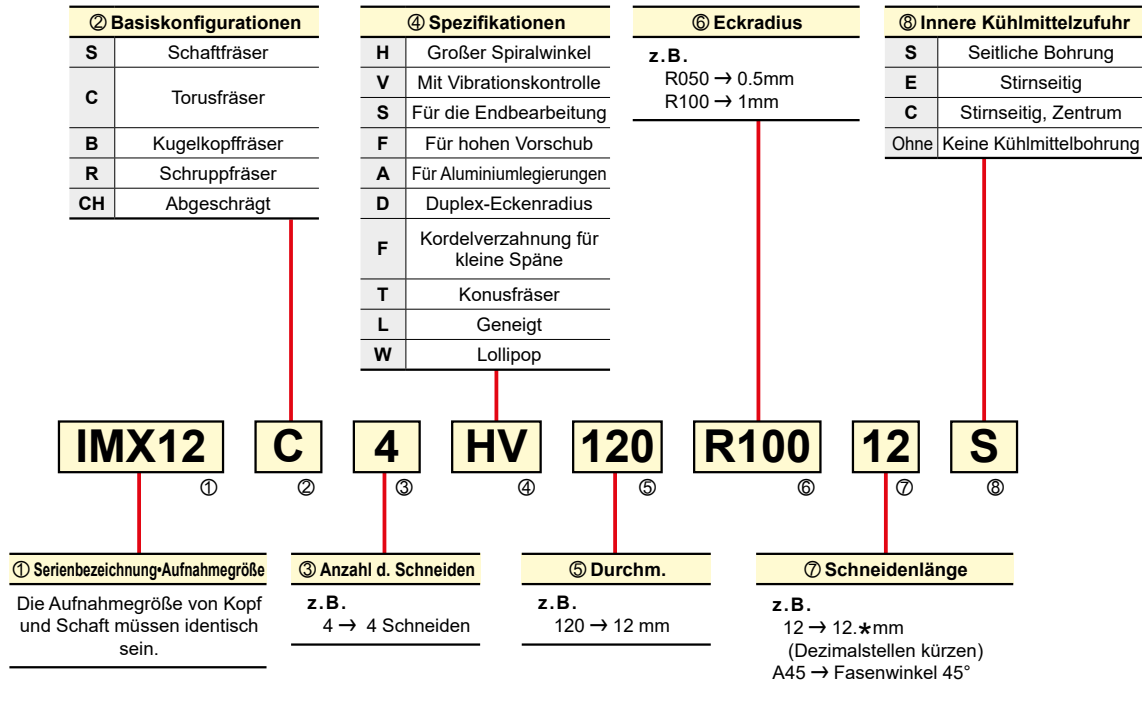 ② Basiskonfigurationen
S Schaftfräser
C Torusfräser
B Kugelkopffräser
R Schruppfräser
CH Abgeschrägt
④ Spezifikationen
H Großer Spiralwinkel
V Mit Vibrationskontrolle
S Für die Endbearbeitung
F Für hohen Vorschub
A Für Aluminiumlegierungen
D Duplex-Eckenradius
F Kordelverzahnung für
kleine Späne
T Konusfräser
L Geneigt
W Lollipop
⑥ Eckradius
z.B.
R050 → 0.5mm
R100 → 1mm
⑧ Innere Kühlmittelzufuhr
S Seitliche Bohrung
E Stirnseitig
C Stirnseitig, Zentrum
Ohne Keine Kühlmittelbohrung
IMX12 C 4 HV 120 R100 12 S
① ② ③ ④ ⑤ ⑥ ⑦ ⑧
① Serienbezeichnung•Aufnahmegröße
Die Aufnahmegröße von Kopf
und Schaft müssen identisch
sein.
③ Anzahl d. Schneiden
z.B.
4 → 4 Schneiden
⑤ Durchm.
z.B.
120 → 12 mm
⑦ Schneidenlänge
z.B.
12 → 12.★mm
(Dezimalstellen kürzen)
A45 → Fasenwinkel 45°